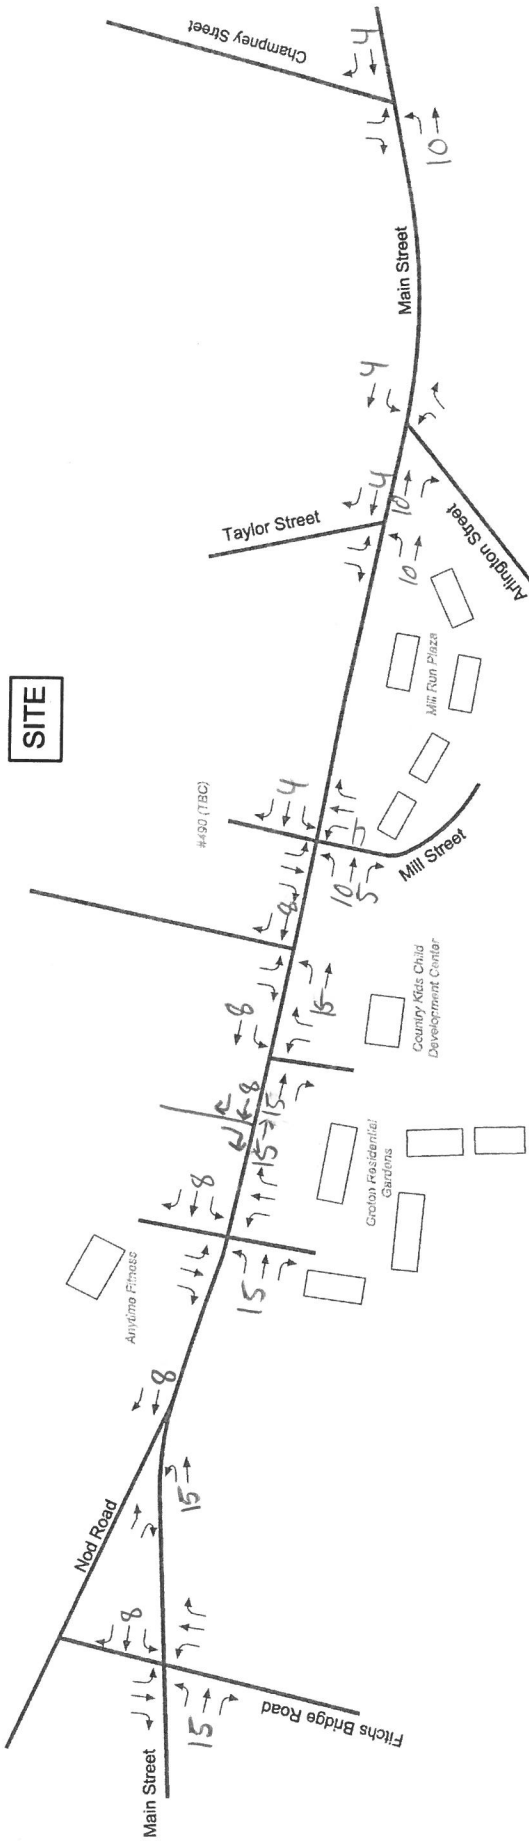 SITE
Champney Street
4
10
Main Street
4
4
10
10
Taylor Street
Arlington Street
Mill Run Plaza
#490 (TBC)
4
10
5
Mill Street
8
15
8
Country Kids Child
Development Center
8
15
15
Groton Residential
Gardens
8
15
Anytime Fitness
8
15
Nod Road
8
15
Main Street
Fitchs Bridge Road